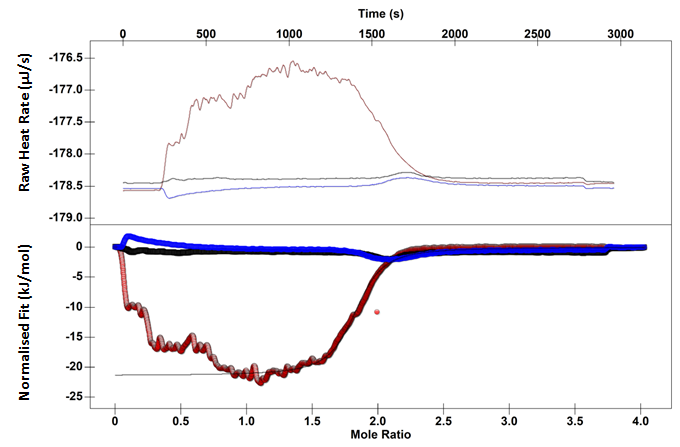 Time (s)
0 500 1000 1500 2000 2500 3000
Raw Heat Rate (µJ/s)
-176.5
-177.0
-177.5
-178.0
-178.5
-179.0
Normalised Fit (kJ/mol)
0
-5
-10
-15
-20
-25
0 0.5 1.0 1.5 2.0 2.5 3.0 3.5 4.0
Mole Ratio